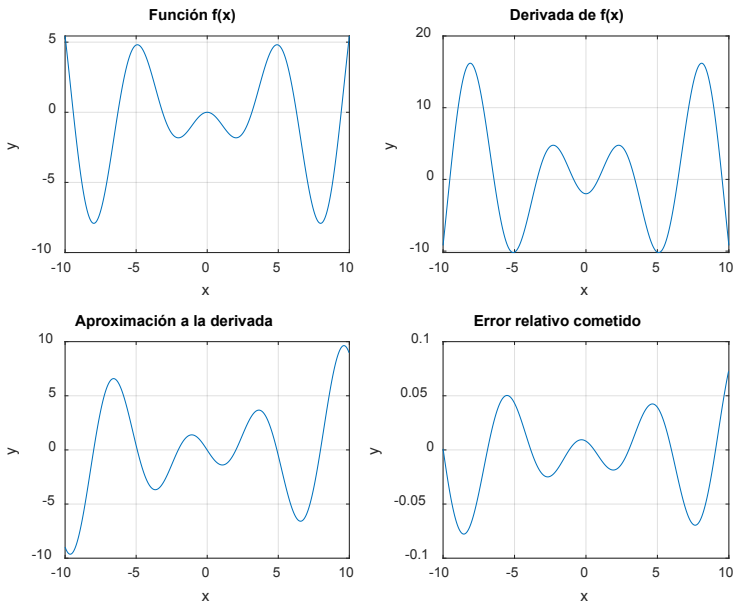 Función f(x)
5
0
-5
-10
y
-10 -5 0 5 10
x
Derivada de f(x)
20
10
0
-10
y
-10 -5 0 5 10
x
Aproximación a la derivada
10
5
0
-5
-10
y
-10 -5 0 5 10
x
Error relativo cometido
0.1
0.05
0
-0.05
-0.1
y
-10 -5 0 5 10
x